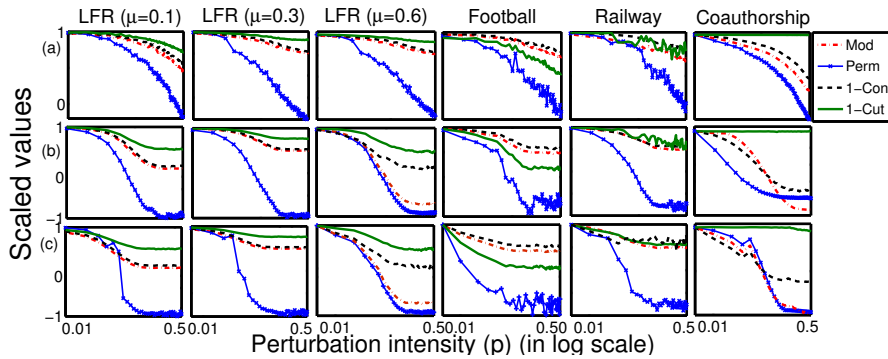 LFR (μ=0.1) LFR (μ=0.3) LFR (μ=0.6) Football Railway Coauthorship
(a) 1 0
(b) 1 0 −1
(c) 1 0 −1
Scaled values
Mod
Perm
1−Con
1−Cut
0.01 0.5 0.01 0.5 0.01 0.5 0.01 0.50 0.01 0.5 0.01 0.5
Perturbation intensity (p) (in log scale)